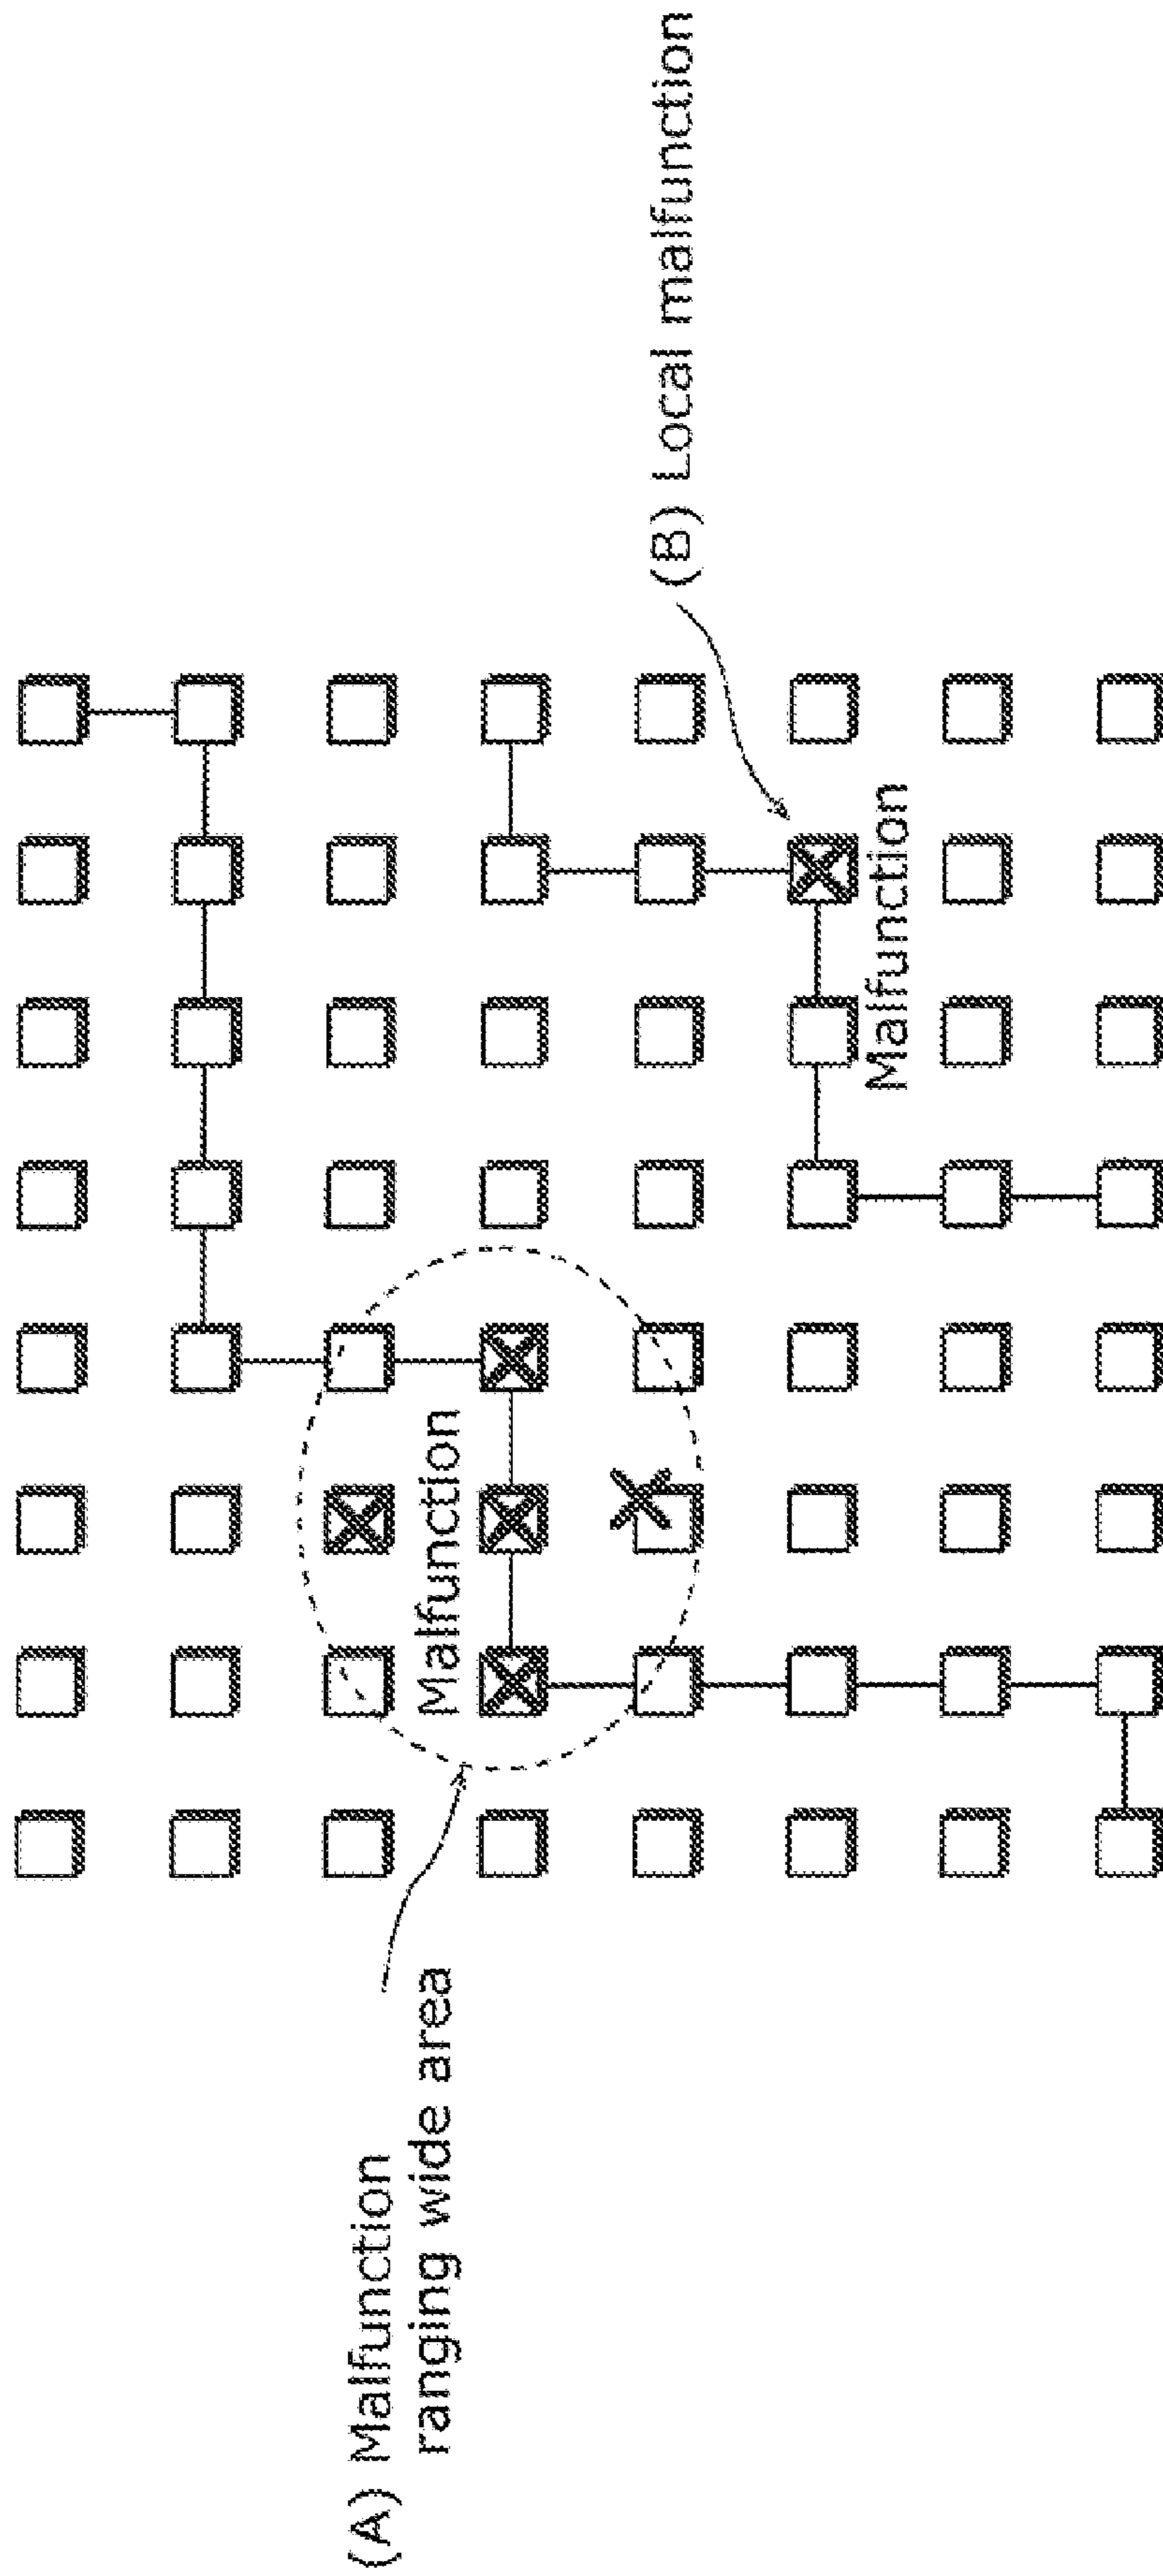 (A) Malfunction
ranging wide area
Malfunction
(B) Local malfunction
Malfunction